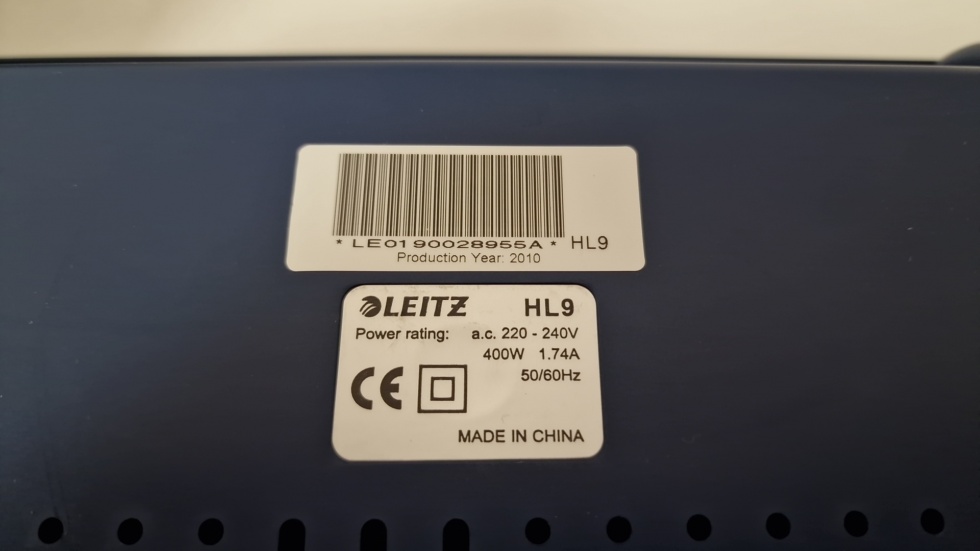 * LE0190028955A * HL9
Production Year: 2010
LEITZ HL9
Power rating: a.c. 220 - 240V
400W 1.74A
50/60Hz
CE
MADE IN CHINA